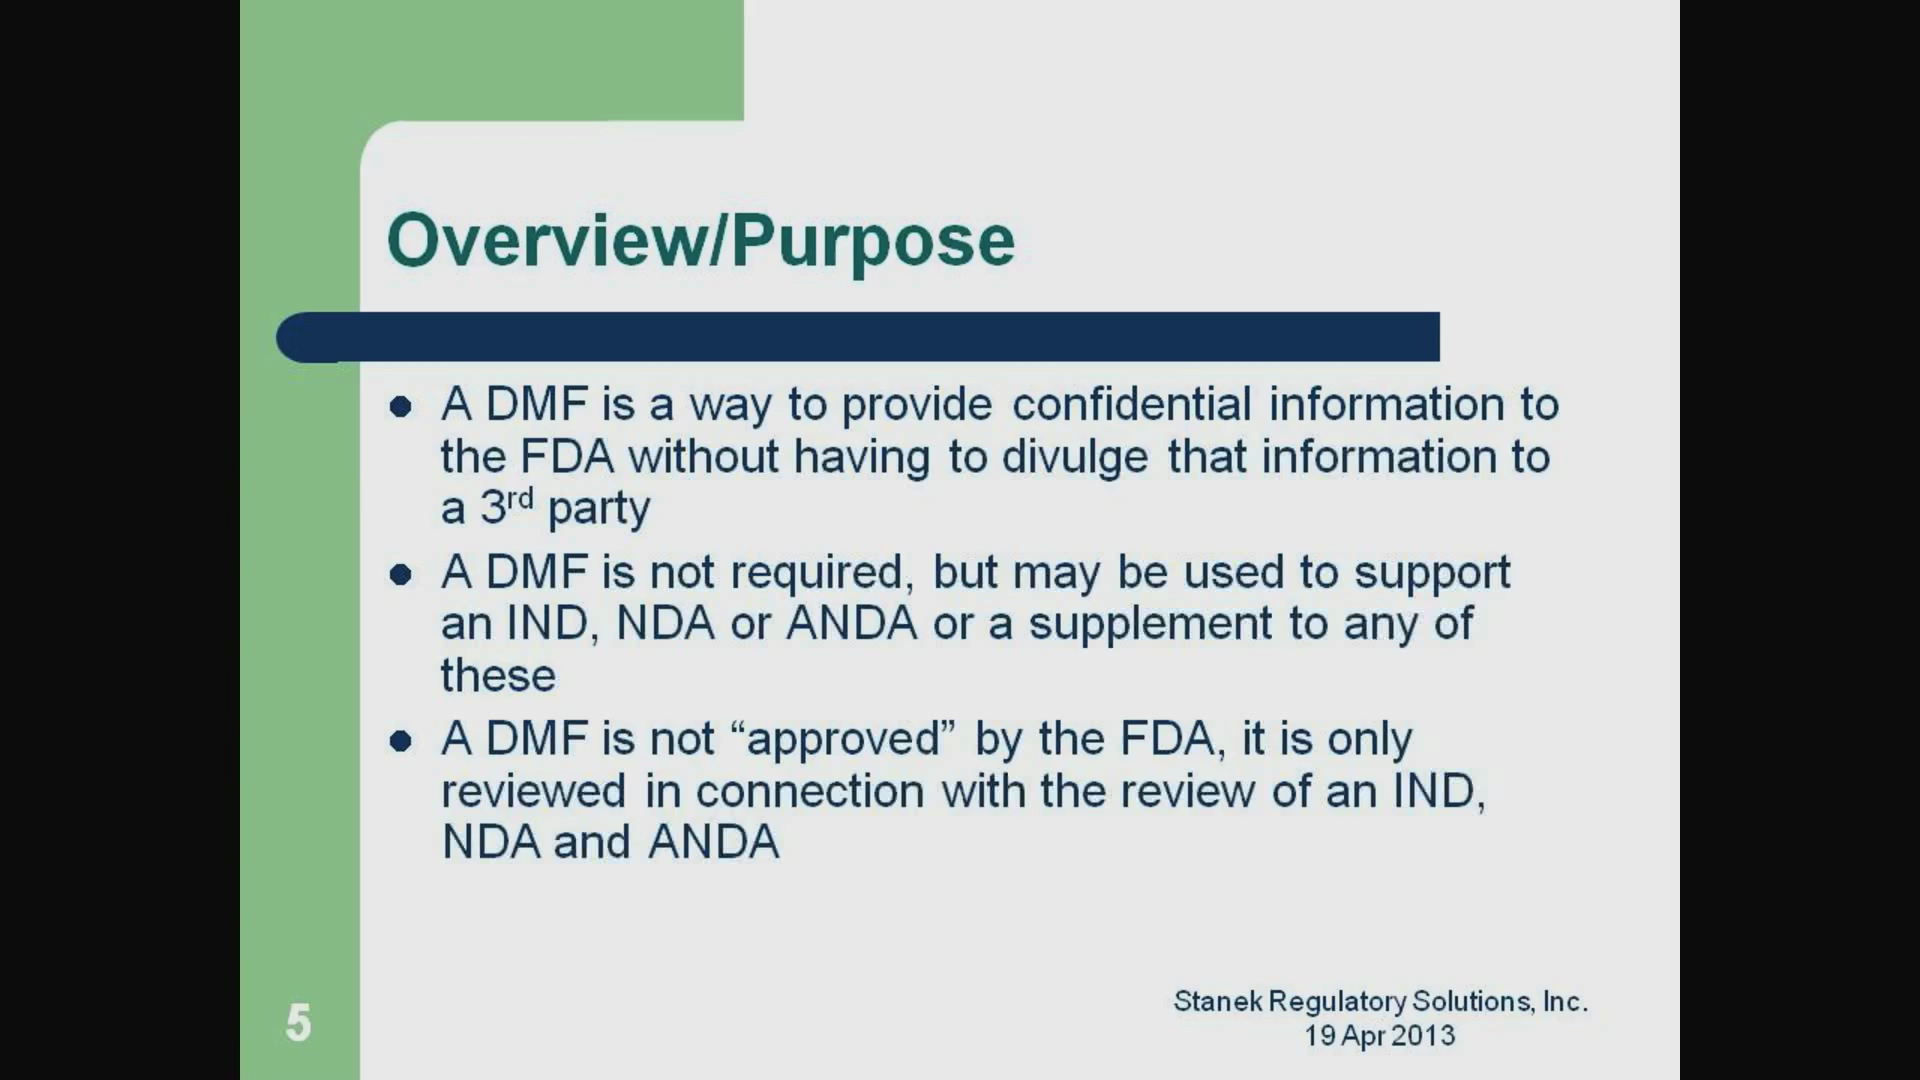 Overview/Purpose
● A DMF is a way to provide confidential information to
the FDA without having to divulge that information to
a 3rd party
● A DMF is not required, but may be used to support
an IND, NDA or ANDA or a supplement to any of
these
● A DMF is not “approved” by the FDA, it is only
reviewed in connection with the review of an IND,
NDA and ANDA
5
Stanek Regulatory Solutions, Inc.
19 Apr 2013